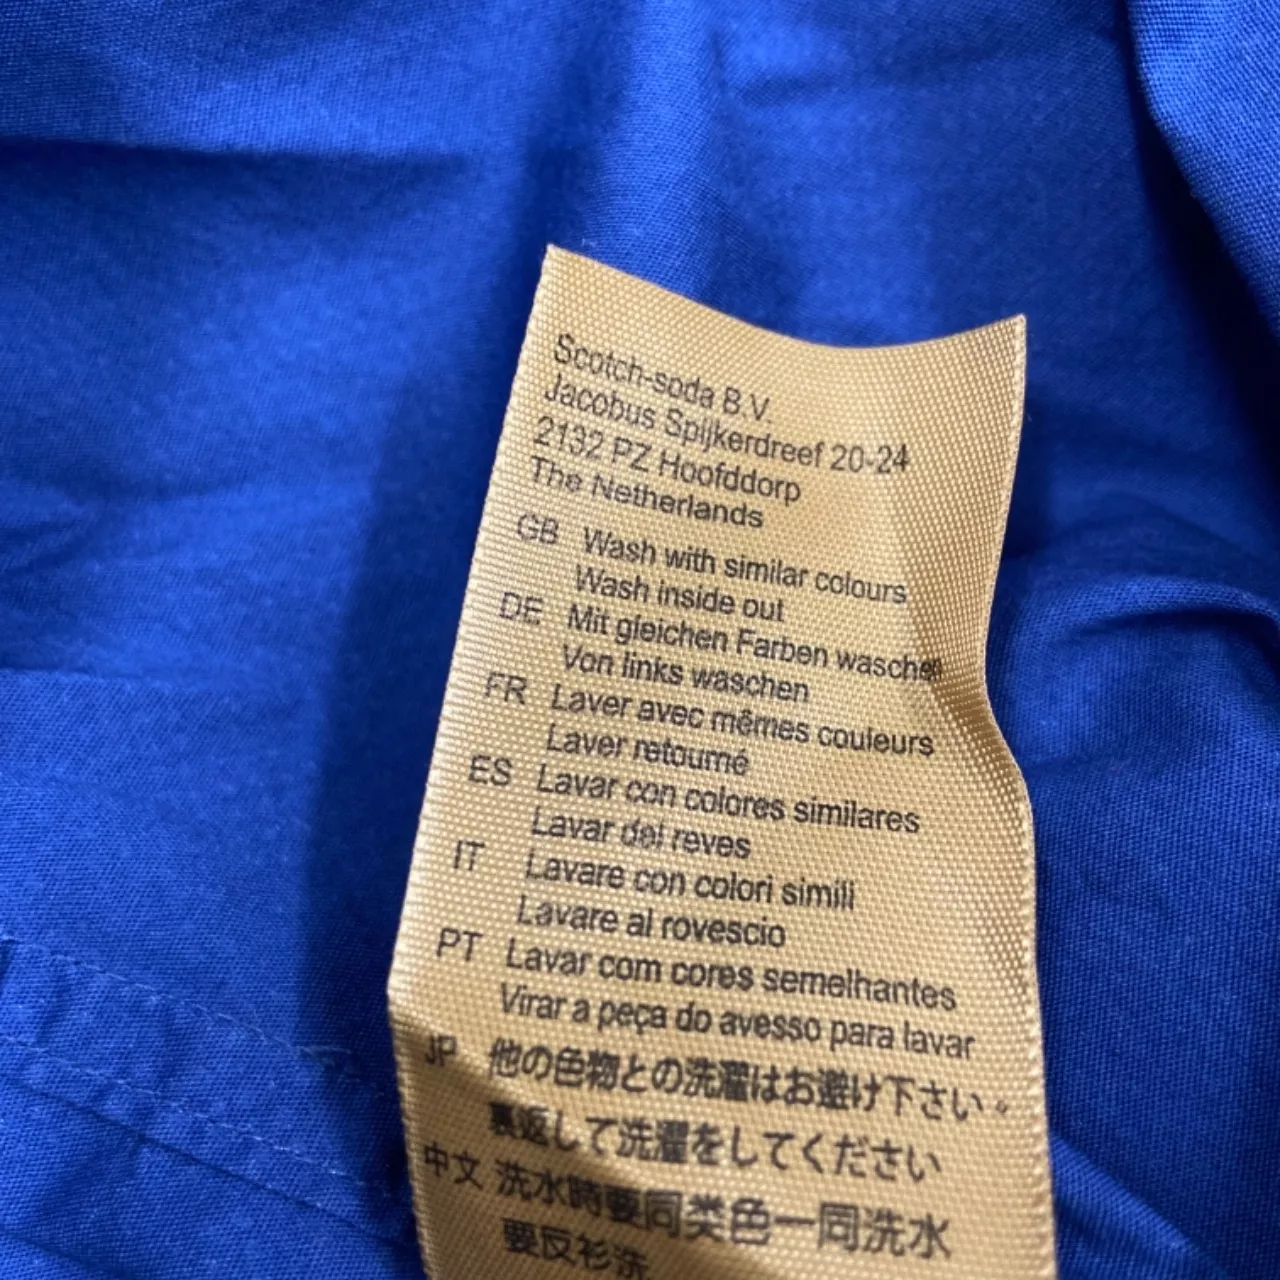 Scotch-soda B.V.
Jacobus Spijkerdreef 20-24
2132 PZ Hoofddorp
The Netherlands
GB Wash with similar colours
Wash inside out
DE Mit gleichen Farben waschen
Von links waschen
FR Laver avec mêmes couleurs
Laver retourné
ES Lavar con colores similares
Lavar del reves
IT Lavare con colori simili
Lavare al rovescio
PT Lavar com cores semelhantes
Virar a peça do avesso para lavar
JP 他の色物との洗濯はお避け下さい。
裏返して洗濯をしてください
中文 洗水時要同类色一同洗水
要反衫洗